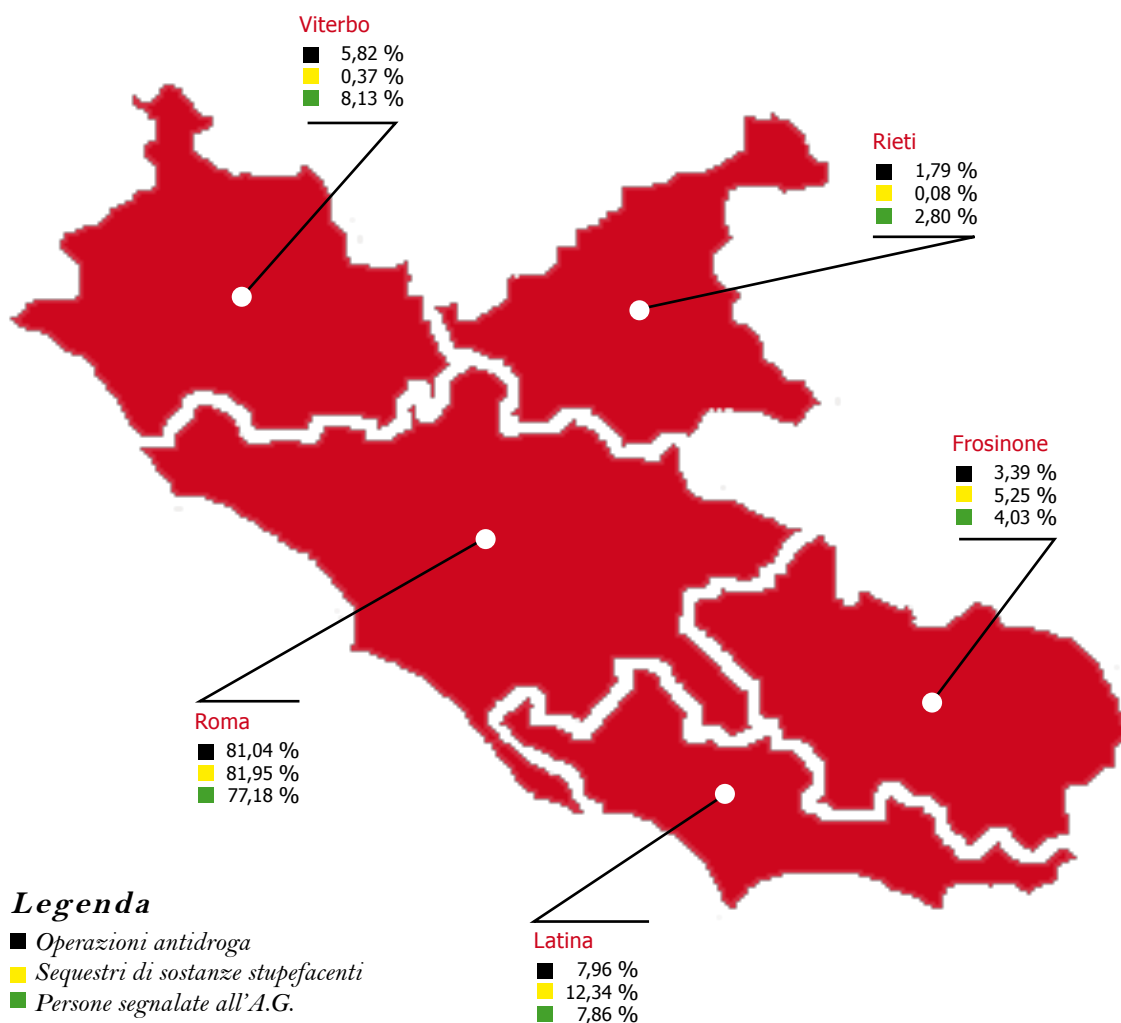 Viterbo
5,82 %
0,37 %
8,13 %
Rieti
1,79 %
0,08 %
2,80 %
Frosinone
3,39 %
5,25 %
4,03 %
Roma
81,04 %
81,95 %
77,18 %
Latina
7,96 %
12,34 %
7,86 %
Legenda
Operazioni antidroga
Sequestri di sostanze stupefacenti
Persone segnalate all'A.G.